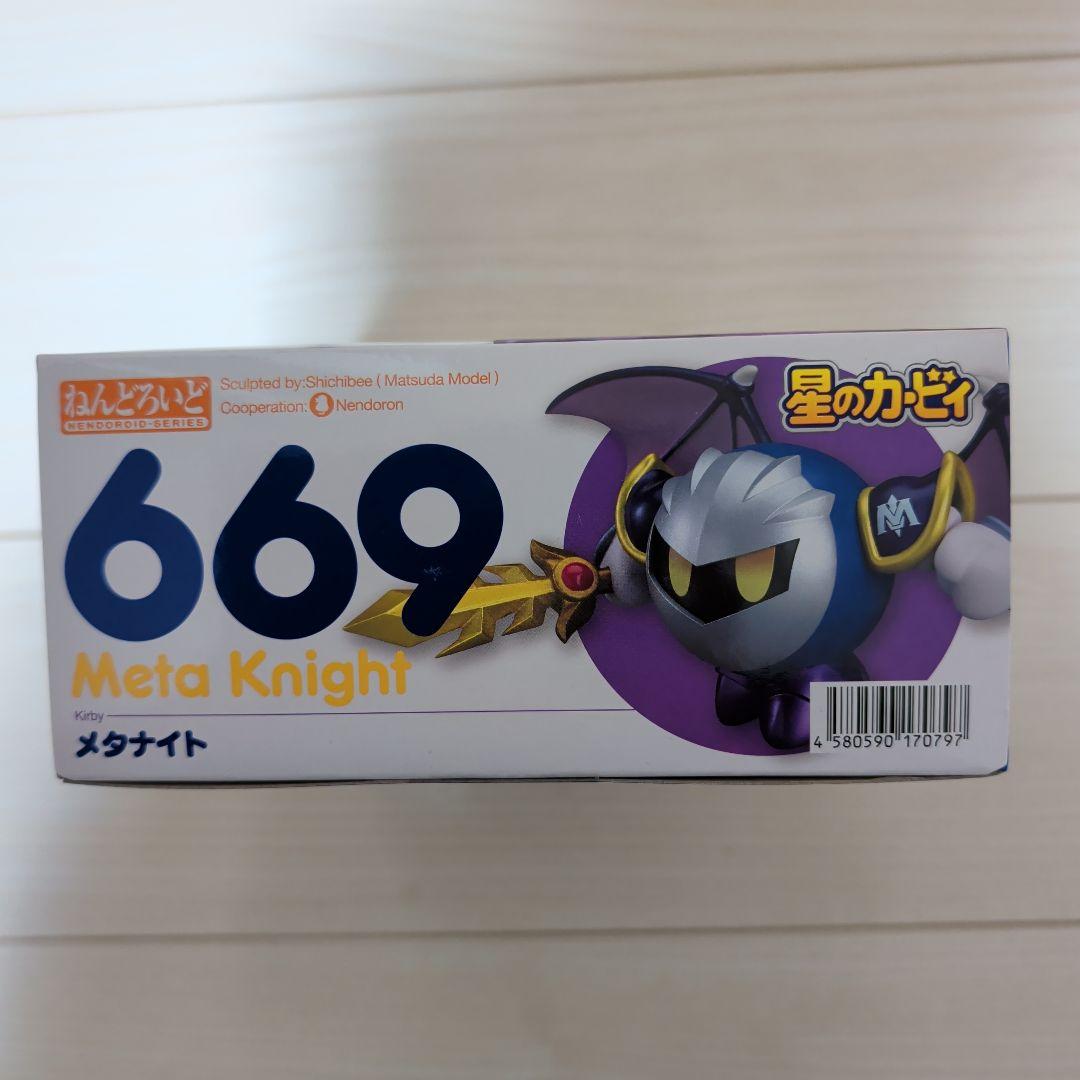 ねんどろいど
NENDOROID-SERIES
Sculpted by:Shichibee ( Matsuda Model )
Cooperation: Nendoron
星のカービィ
669
M
Meta Knight
Kirby
メタナイト
4 580590 170797